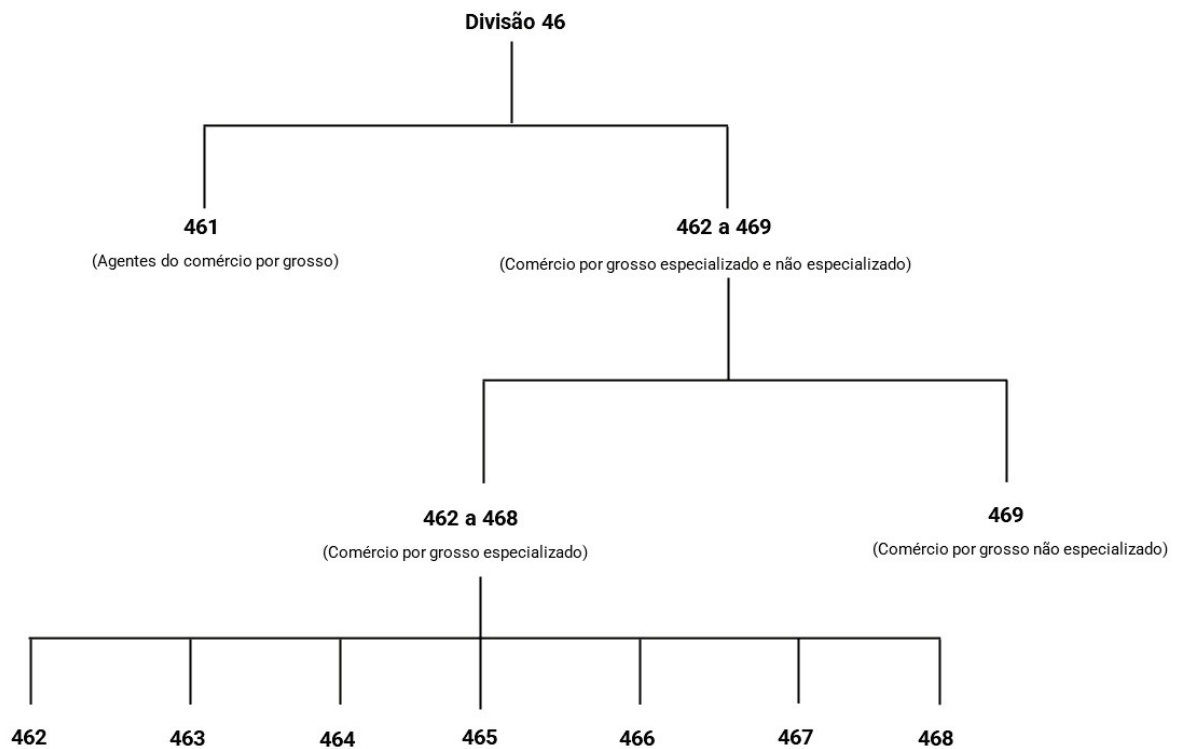 Divisão 46
461
(Agentes do comércio por grosso)
462 a 469
(Comércio por grosso especializado e não especializado)
462 a 468
(Comércio por grosso especializado)
469
(Comércio por grosso não especializado)
462
463
464
465
466
467
468